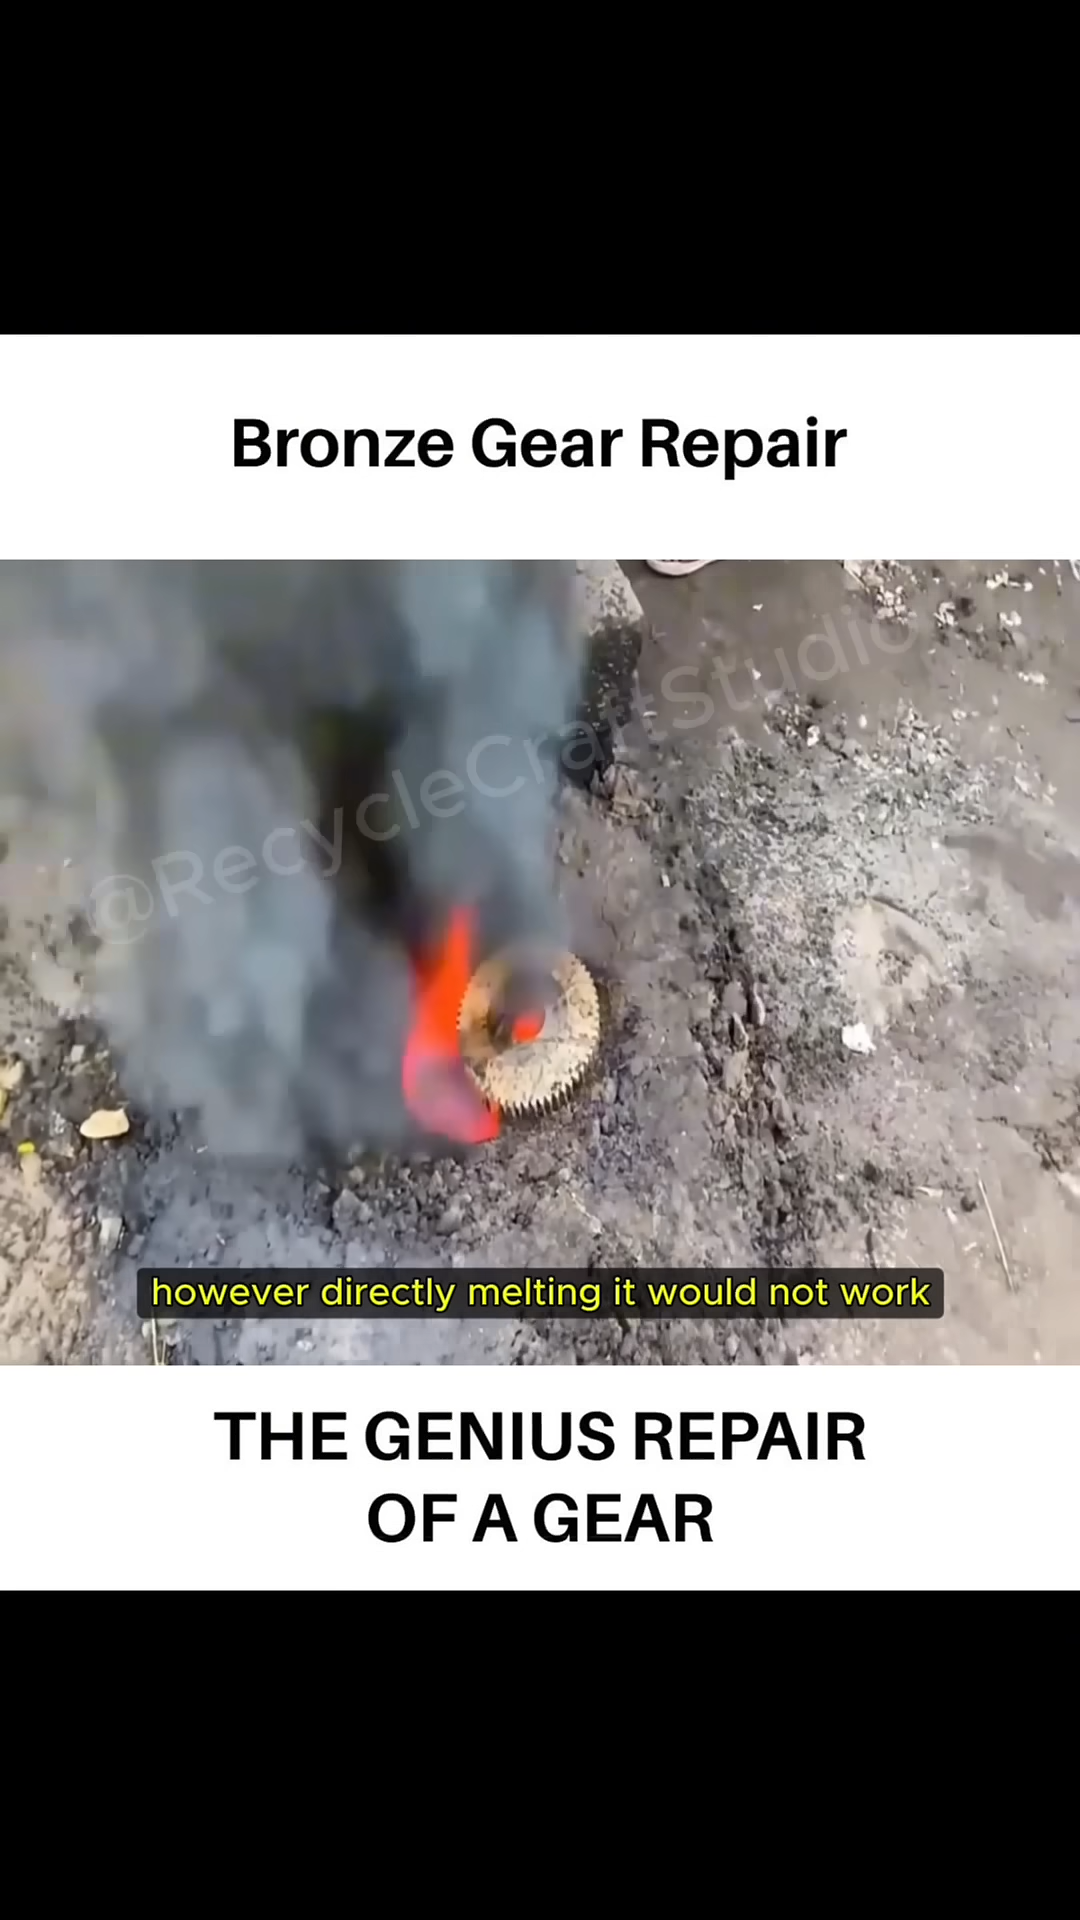 Bronze Gear Repair
@RecycleCraftStudio
however directly melting it would not work
THE GENIUS REPAIR
OF A GEAR